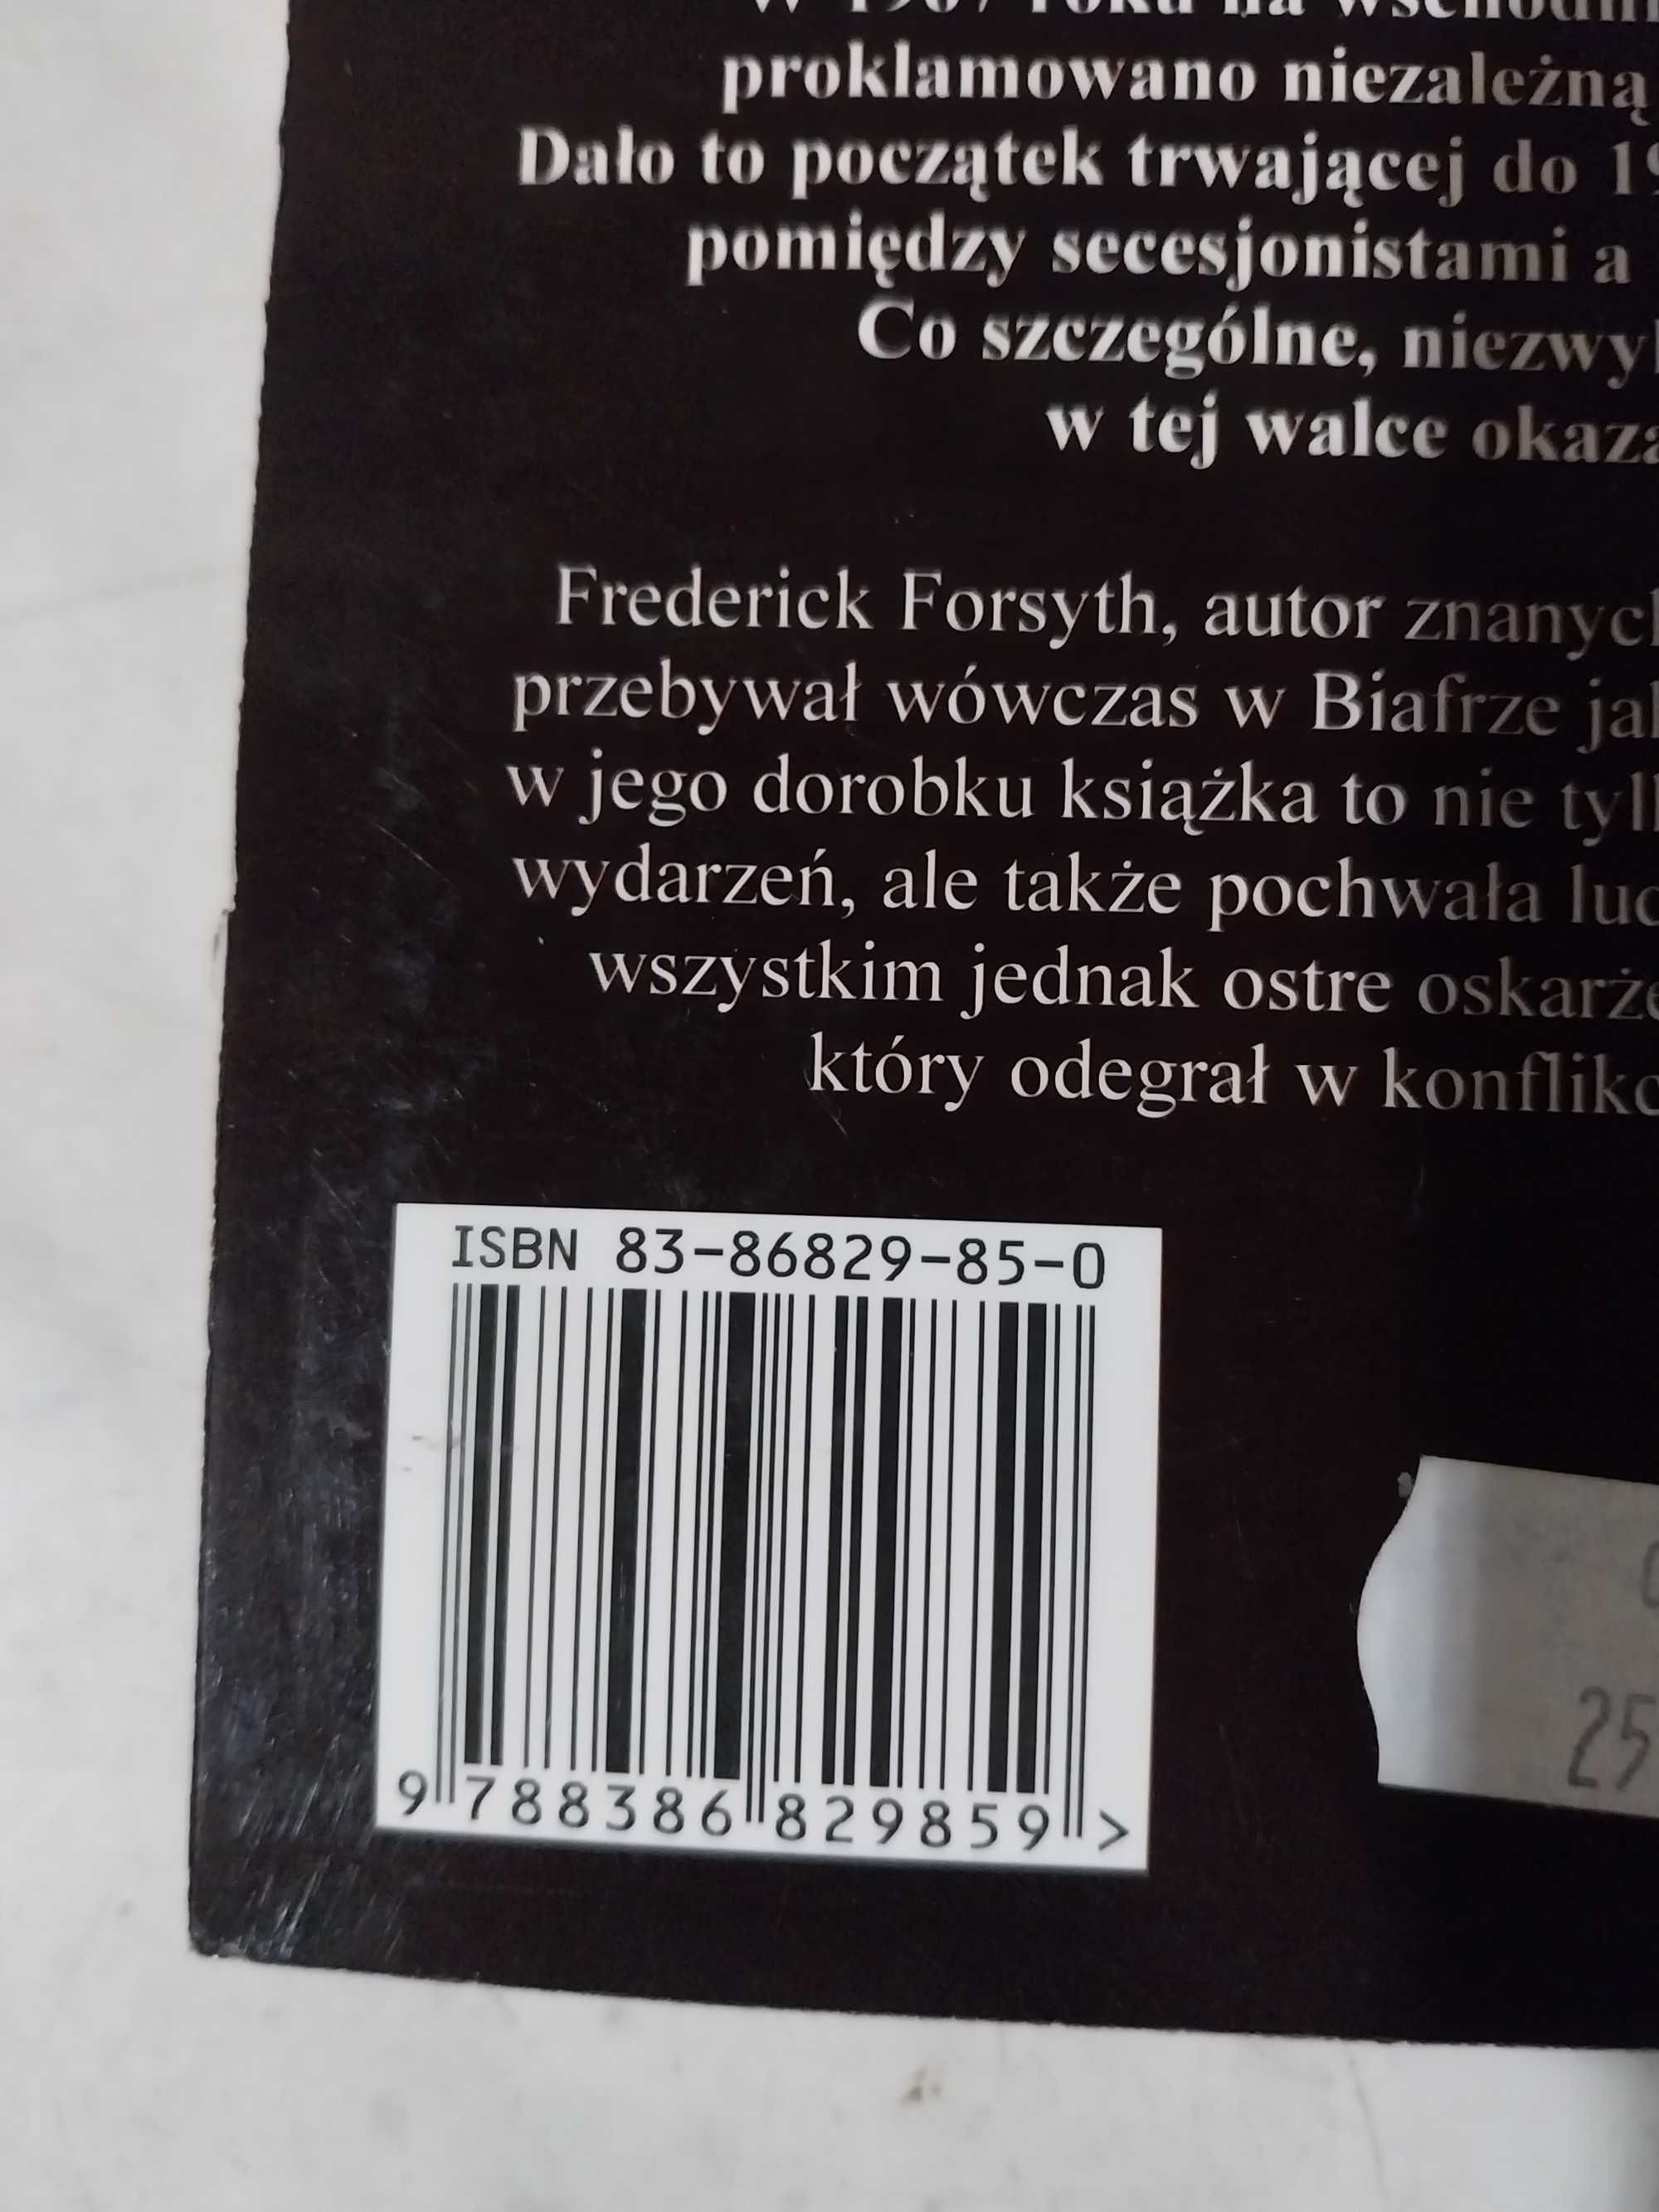 proklamowano niezależną
Dało to początek trwającej do
pomiędzy secesjonistami a
Co szczególne,
w tej walce
Frederick Forsyth, autor
przebywał wówczas w Biafrze
w jego dorobku książka to nie
wydarzeń, ale także pochwała
wszystkim jednak ostre
który odegrał w
ISBN 83-86829-85-0
9 788386 829859 >
25